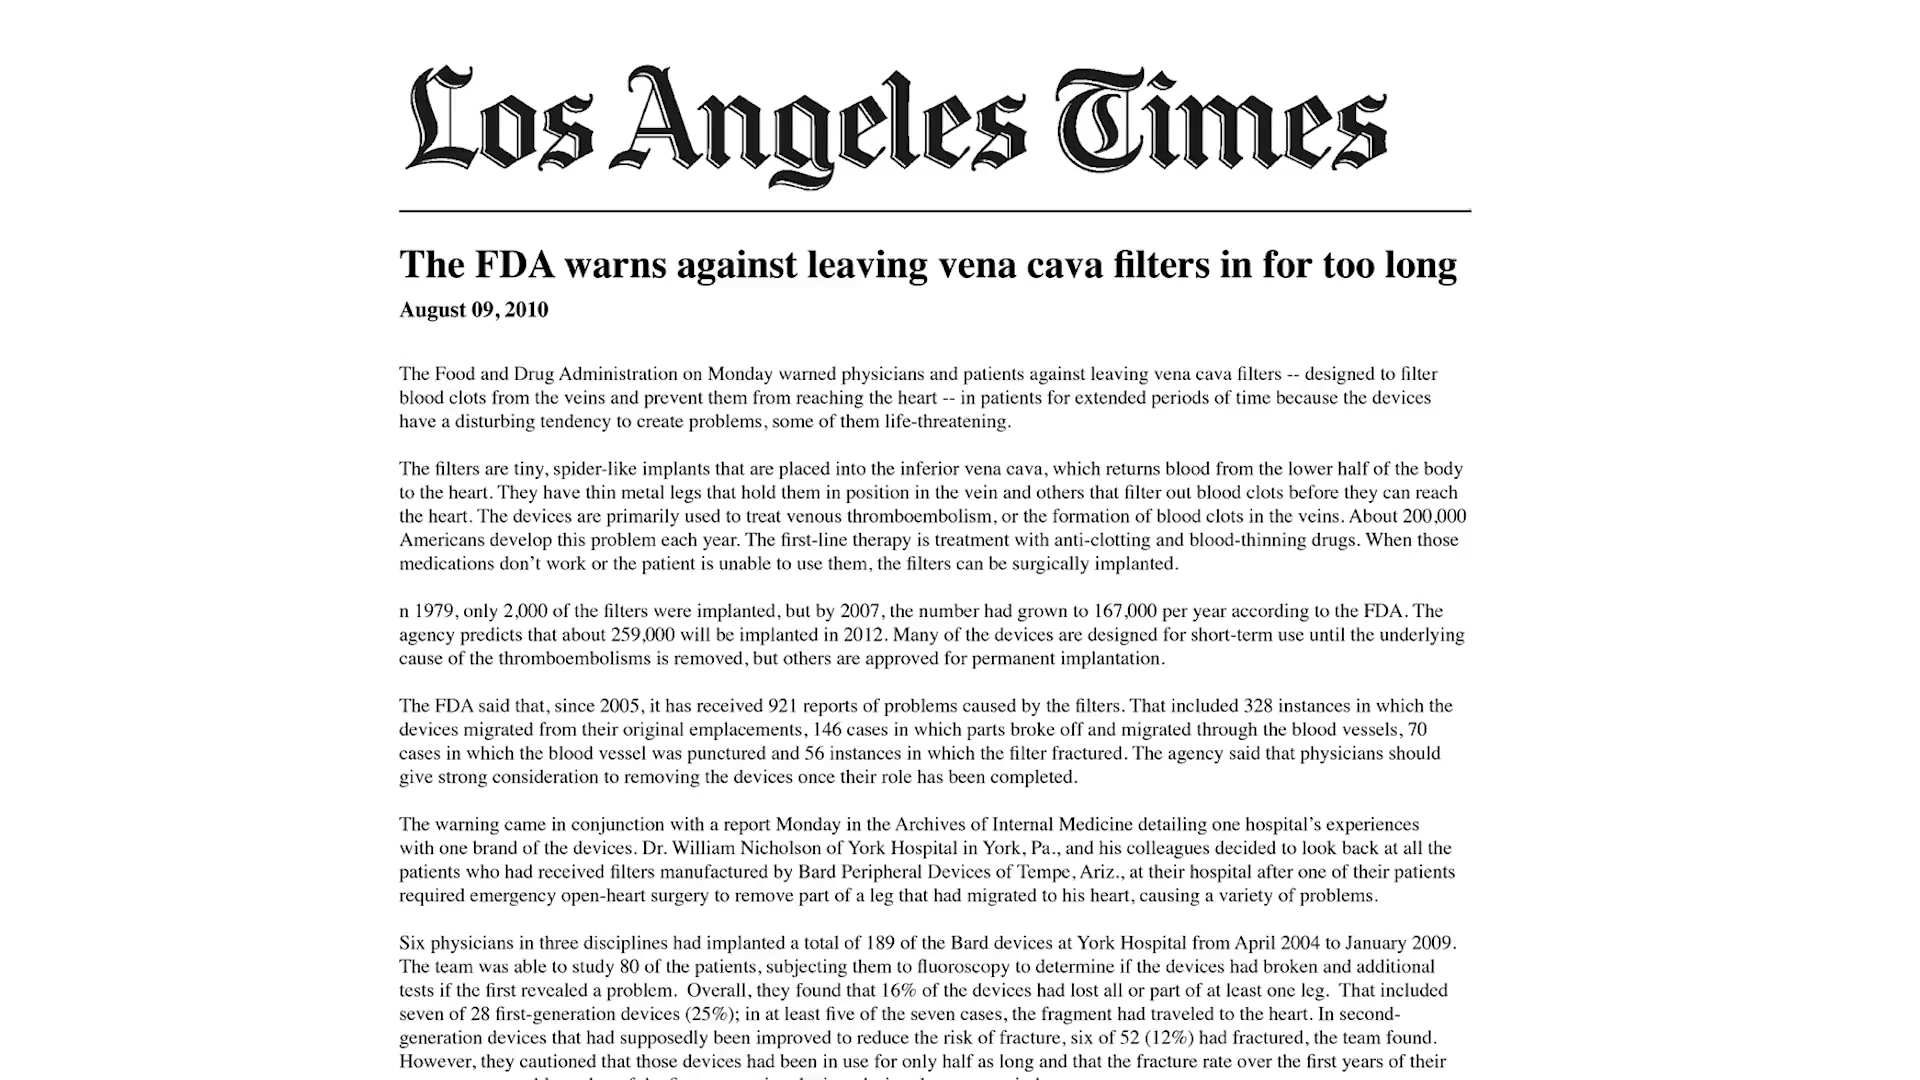 Los Angeles Times
The FDA warns against leaving vena cava filters in for too long
August 09, 2010
The Food and Drug Administration on Monday warned physicians and patients against leaving vena cava filters -- designed to filter
blood clots from the veins and prevent them from reaching the heart -- in patients for extended periods of time because the devices
have a disturbing tendency to create problems, some of them life-threatening.
The filters are tiny, spider-like implants that are placed into the inferior vena cava, which returns blood from the lower half of the body
to the heart. They have thin metal legs that hold them in position in the vein and others that filter out blood clots before they can reach
the heart. The devices are primarily used to treat venous thromboembolism, or the formation of blood clots in the veins. About 200,000
Americans develop this problem each year. The first-line therapy is treatment with anti-clotting and blood-thinning drugs. When those
medications don’t work or the patient is unable to use them, the filters can be surgically implanted.
n 1979, only 2,000 of the filters were implanted, but by 2007, the number had grown to 167,000 per year according to the FDA. The
agency predicts that about 259,000 will be implanted in 2012. Many of the devices are designed for short-term use until the underlying
cause of the thromboembolisms is removed, but others are approved for permanent implantation.
The FDA said that, since 2005, it has received 921 reports of problems caused by the filters. That included 328 instances in which the
devices migrated from their original emplacements, 146 cases in which parts broke off and migrated through the blood vessels, 70
cases in which the blood vessel was punctured and 56 instances in which the filter fractured. The agency said that physicians should
give strong consideration to removing the devices once their role has been completed.
The warning came in conjunction with a report Monday in the Archives of Internal Medicine detailing one hospital’s experiences
with one brand of the devices. Dr. William Nicholson of York Hospital in York, Pa., and his colleagues decided to look back at all the
patients who had received filters manufactured by Bard Peripheral Devices of Tempe, Ariz., at their hospital after one of their patients
required emergency open-heart surgery to remove part of a leg that had migrated to his heart, causing a variety of problems.
Six physicians in three disciplines had implanted a total of 189 of the Bard devices at York Hospital from April 2004 to January 2009.
The team was able to study 80 of the patients, subjecting them to fluoroscopy to determine if the devices had broken and additional
tests if the first revealed a problem. Overall, they found that 16% of the devices had lost all or part of at least one leg. That included
seven of 28 first-generation devices (25%); in at least five of the seven cases, the fragment had traveled to the heart. In second-
generation devices that had supposedly been improved to reduce the risk of fracture, six of 52 (12%) had fractured, the team found.
However, they cautioned that those devices had been in use for only half as long and that the fracture rate over the first years of their